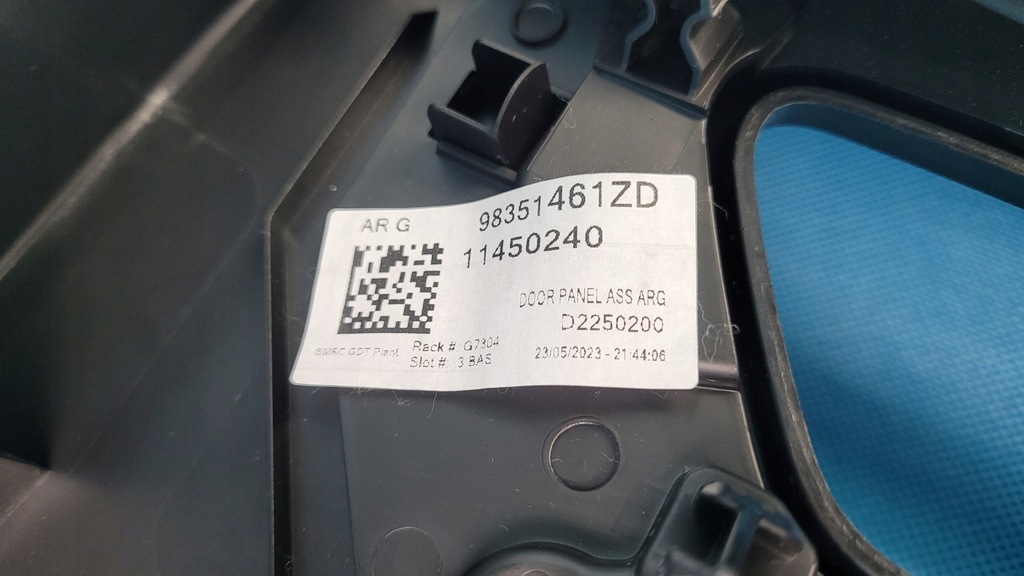 AR G
98351461ZD
11450240
DOOR PANEL ASS ARG
D2250200
SMRC GDT Plant
Rack # G7304
Slot # 3 BAS
23/05/2023 - 21:44:06